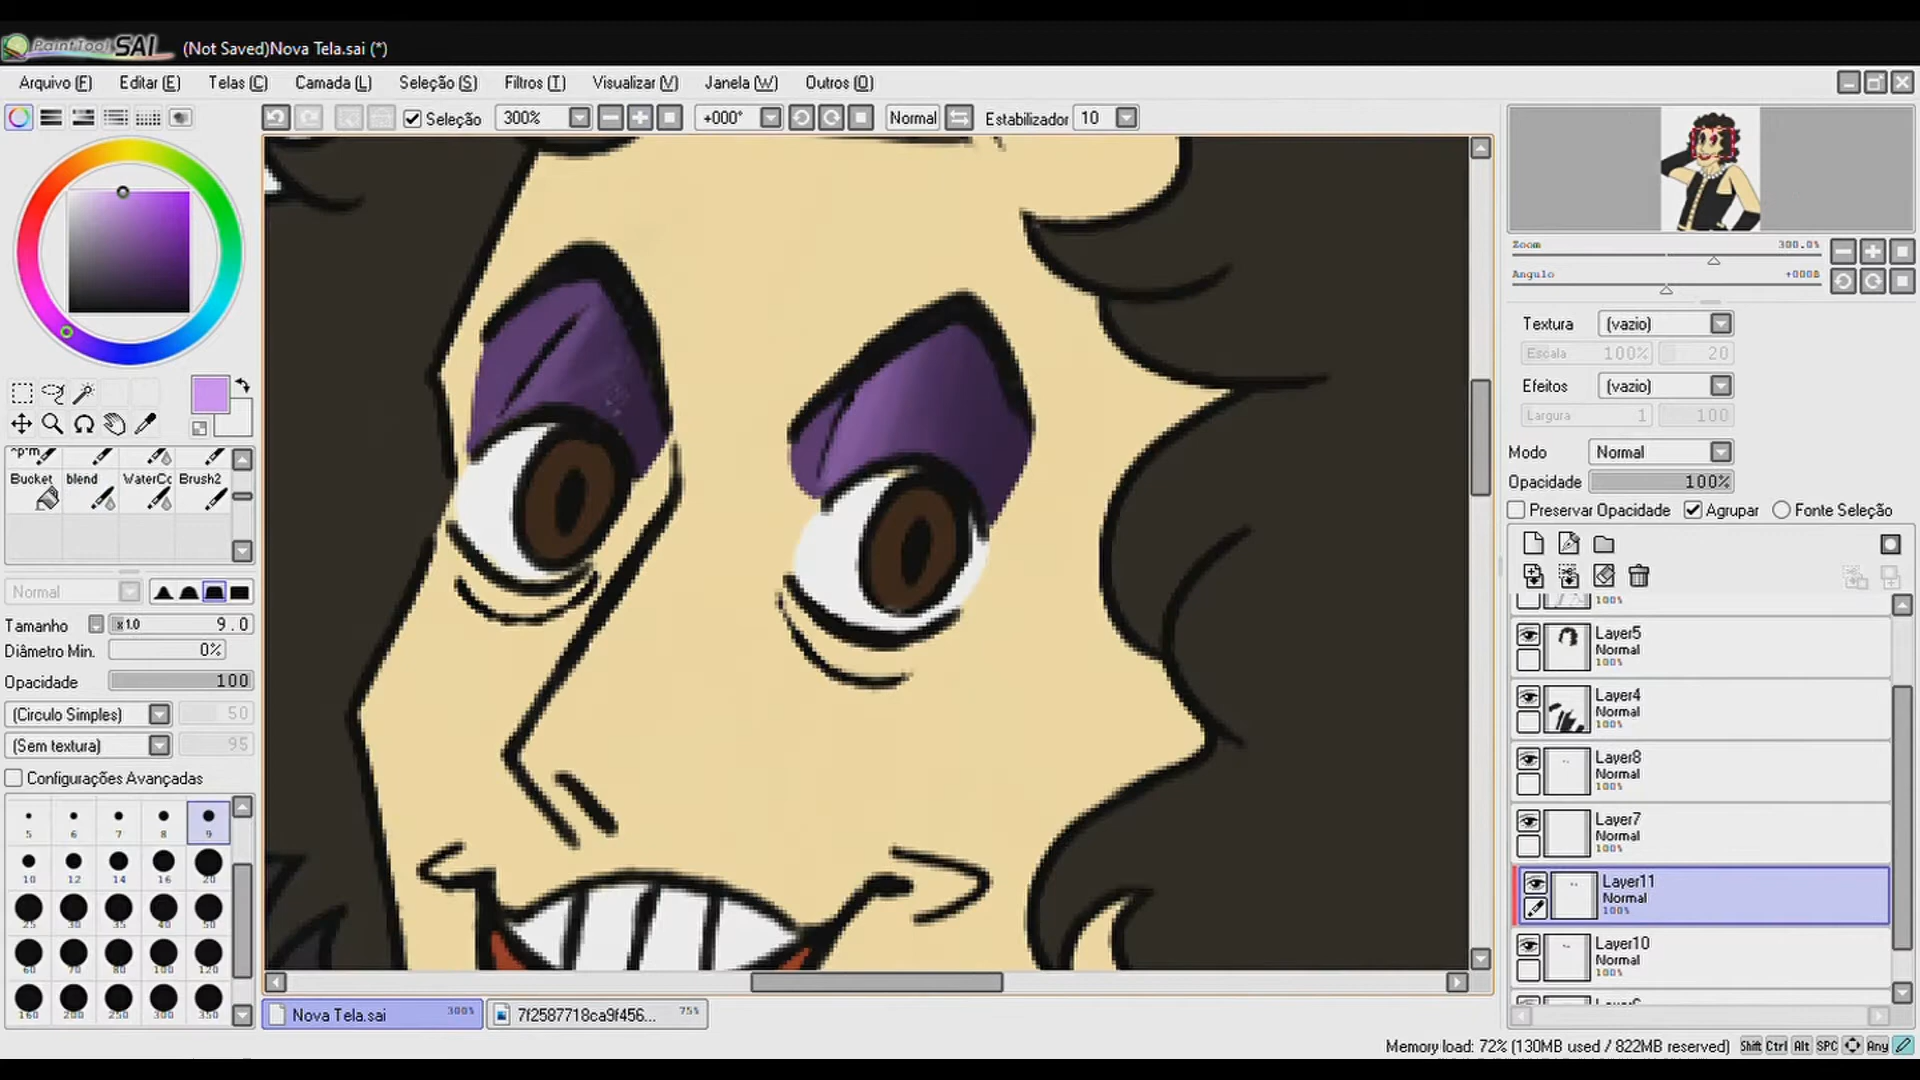 PaintTool SAI (Not Saved)Nova Tela.sai (*)
Arquivo (F) Editar (E) Telas (C) Camada (L) Seleção (S) Filtros (T) Visualizar (V) Janela (W) Outros (O)
Seleção 300% +000° Normal Estabilizador 10
Zoom 300.0%
Angulo +000θ
Textura (vazio)
Escala 100% 20
Efeitos (vazio)
Largura 1 100
Modo Normal
Opacidade 100%
Preservar Opacidade Agrupar Fonte Seleção
Bucket blend WaterCo Brush2
Normal
Tamanho x1.0 9.0
Diâmetro Min. 0%
Opacidade 100
(Circulo Simples) 50
(Sem textura) 95
Configurações Avançadas
5 6 7 8 9
10 12 14 16 20
25 30 35 40 50
60 70 80 100 120
160 200 250 300 350
100%
Layer5
Normal
100%
Layer4
Normal
100%
Layer8
Normal
100%
Layer7
Normal
100%
Layer11
Normal
100%
Layer10
Normal
100%
Nova Tela.sai 300% 7f2587718ca9f456... 75%
Memory load: 72% (130MB used / 822MB reserved) Shift Ctrl Alt SPC Any